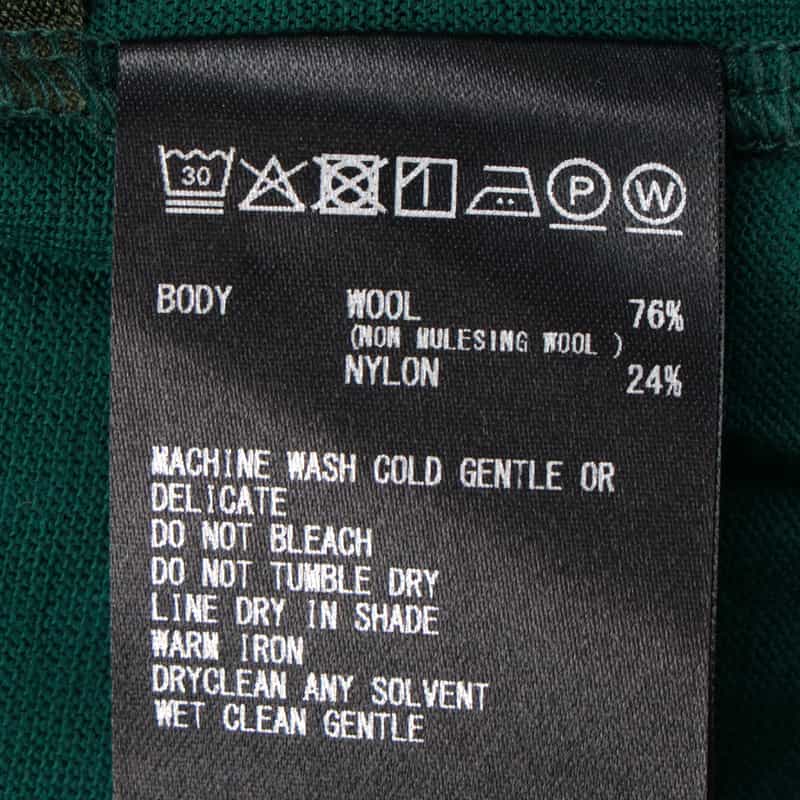 30 P W
BODY WOOL 76%
(NON MULESING WOOL )
NYLON 24%
MACHINE WASH COLD GENTLE OR
DELICATE
DO NOT BLEACH
DO NOT TUMBLE DRY
LINE DRY IN SHADE
WARM IRON
DRYCLEAN ANY SOLVENT
WET CLEAN GENTLE